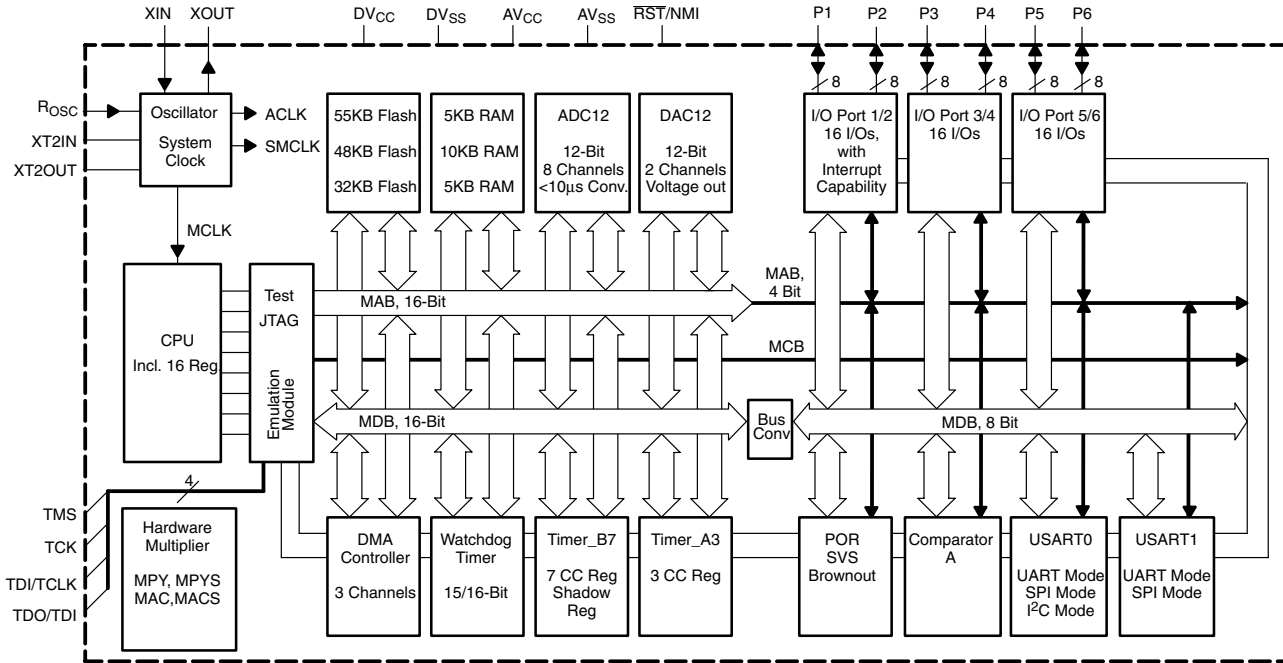 XIN XOUT DVCC DVSS AVCC AVSS RST/NMI P1 P2 P3 P4 P5 P6
8 8 8 8 8 8
ROSC
XT2IN
XT2OUT
Oscillator
System
Clock
ACLK
SMCLK
MCLK
55KB Flash
48KB Flash
32KB Flash
5KB RAM
10KB RAM
5KB RAM
ADC12
12-Bit
8 Channels
<10μs Conv.
DAC12
12-Bit
2 Channels
Voltage out
I/O Port 1/2
16 I/Os,
with
Interrupt
Capability
I/O Port 3/4
16 I/Os
I/O Port 5/6
16 I/Os
CPU
Incl. 16 Reg.
Test
JTAG
Emulation
Module
MAB, 16-Bit
MAB,
4 Bit
MCB
MDB, 16-Bit
Bus
Conv
MDB, 8 Bit
4
TMS
TCK
TDI/TCLK
TDO/TDI
Hardware
Multiplier
MPY, MPYS
MAC,MACS
DMA
Controller
3 Channels
Watchdog
Timer
15/16-Bit
Timer_B7
7 CC Reg
Shadow
Reg
Timer_A3
3 CC Reg
POR
SVS
Brownout
Comparator
A
USART0
UART Mode
SPI Mode
I²C Mode
USART1
UART Mode
SPI Mode